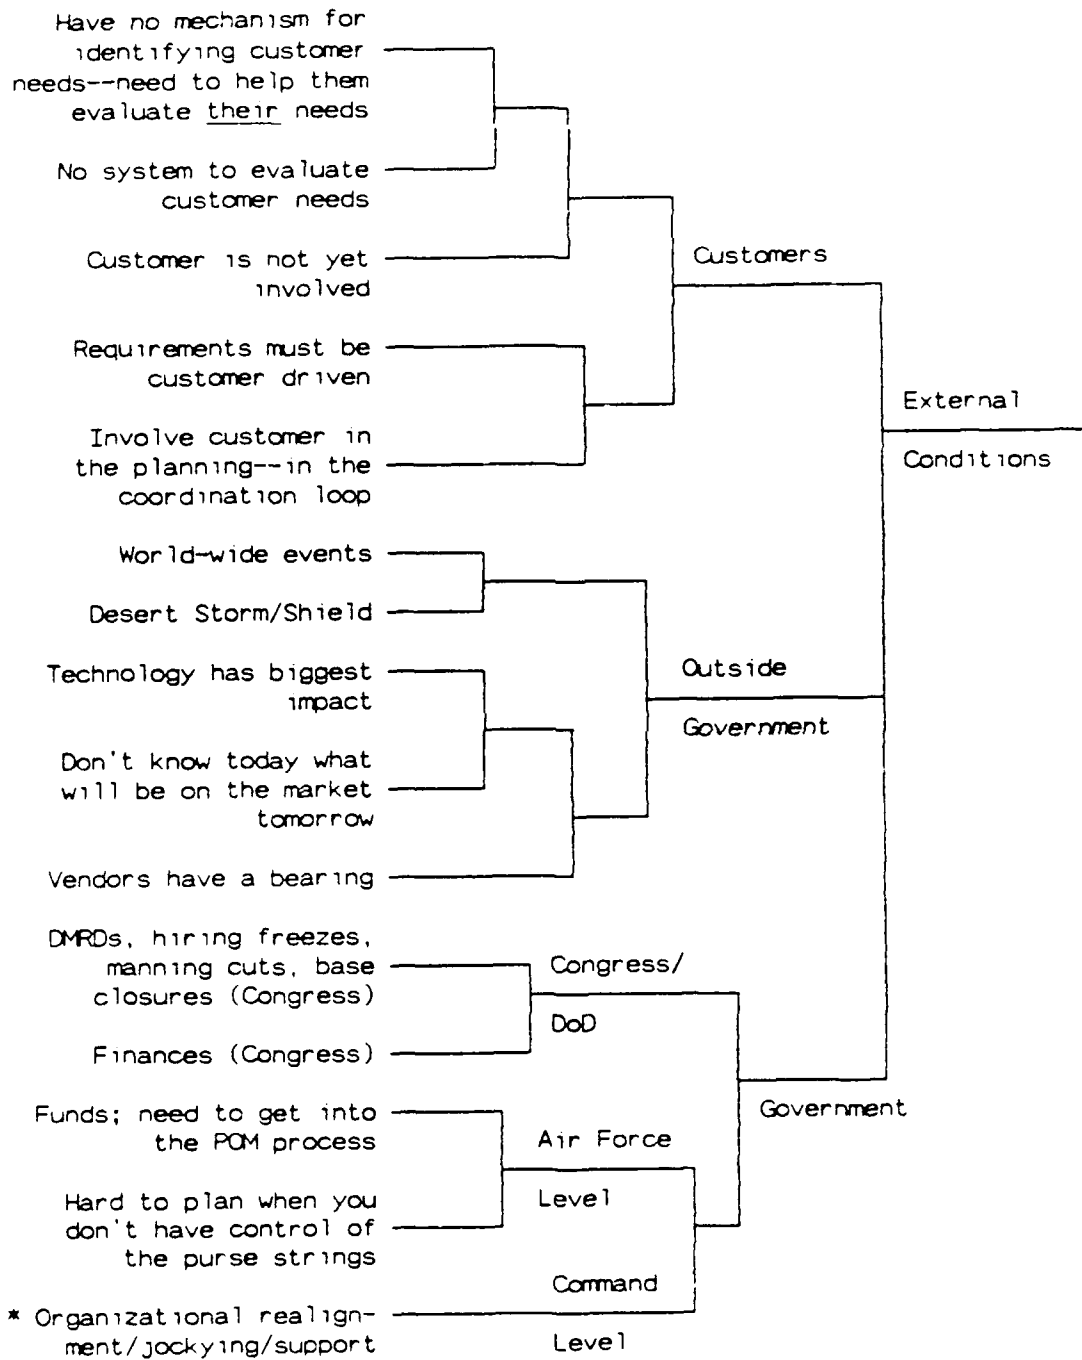 Have no mechanism for
identifying customer
needs--need to help them
evaluate their needs
No system to evaluate
customer needs
Customer is not yet
involved
Customers
Requirements must be
customer driven
External
Conditions
Involve customer in
the planning--in the
coordination loop
World-wide events
Desert Storm/Shield
Technology has biggest
impact
Outside
Government
Don't know today what
will be on the market
tomorrow
Vendors have a bearing
DMRDs, hiring freezes,
manning cuts, base
closures (Congress)
Congress/
DoD
Finances (Congress)
Government
Funds; need to get into
the POM process
Air Force
Level
Hard to plan when you
don't have control of
the purse strings
Command
Level
* Organizational realign-
ment/jockying/support